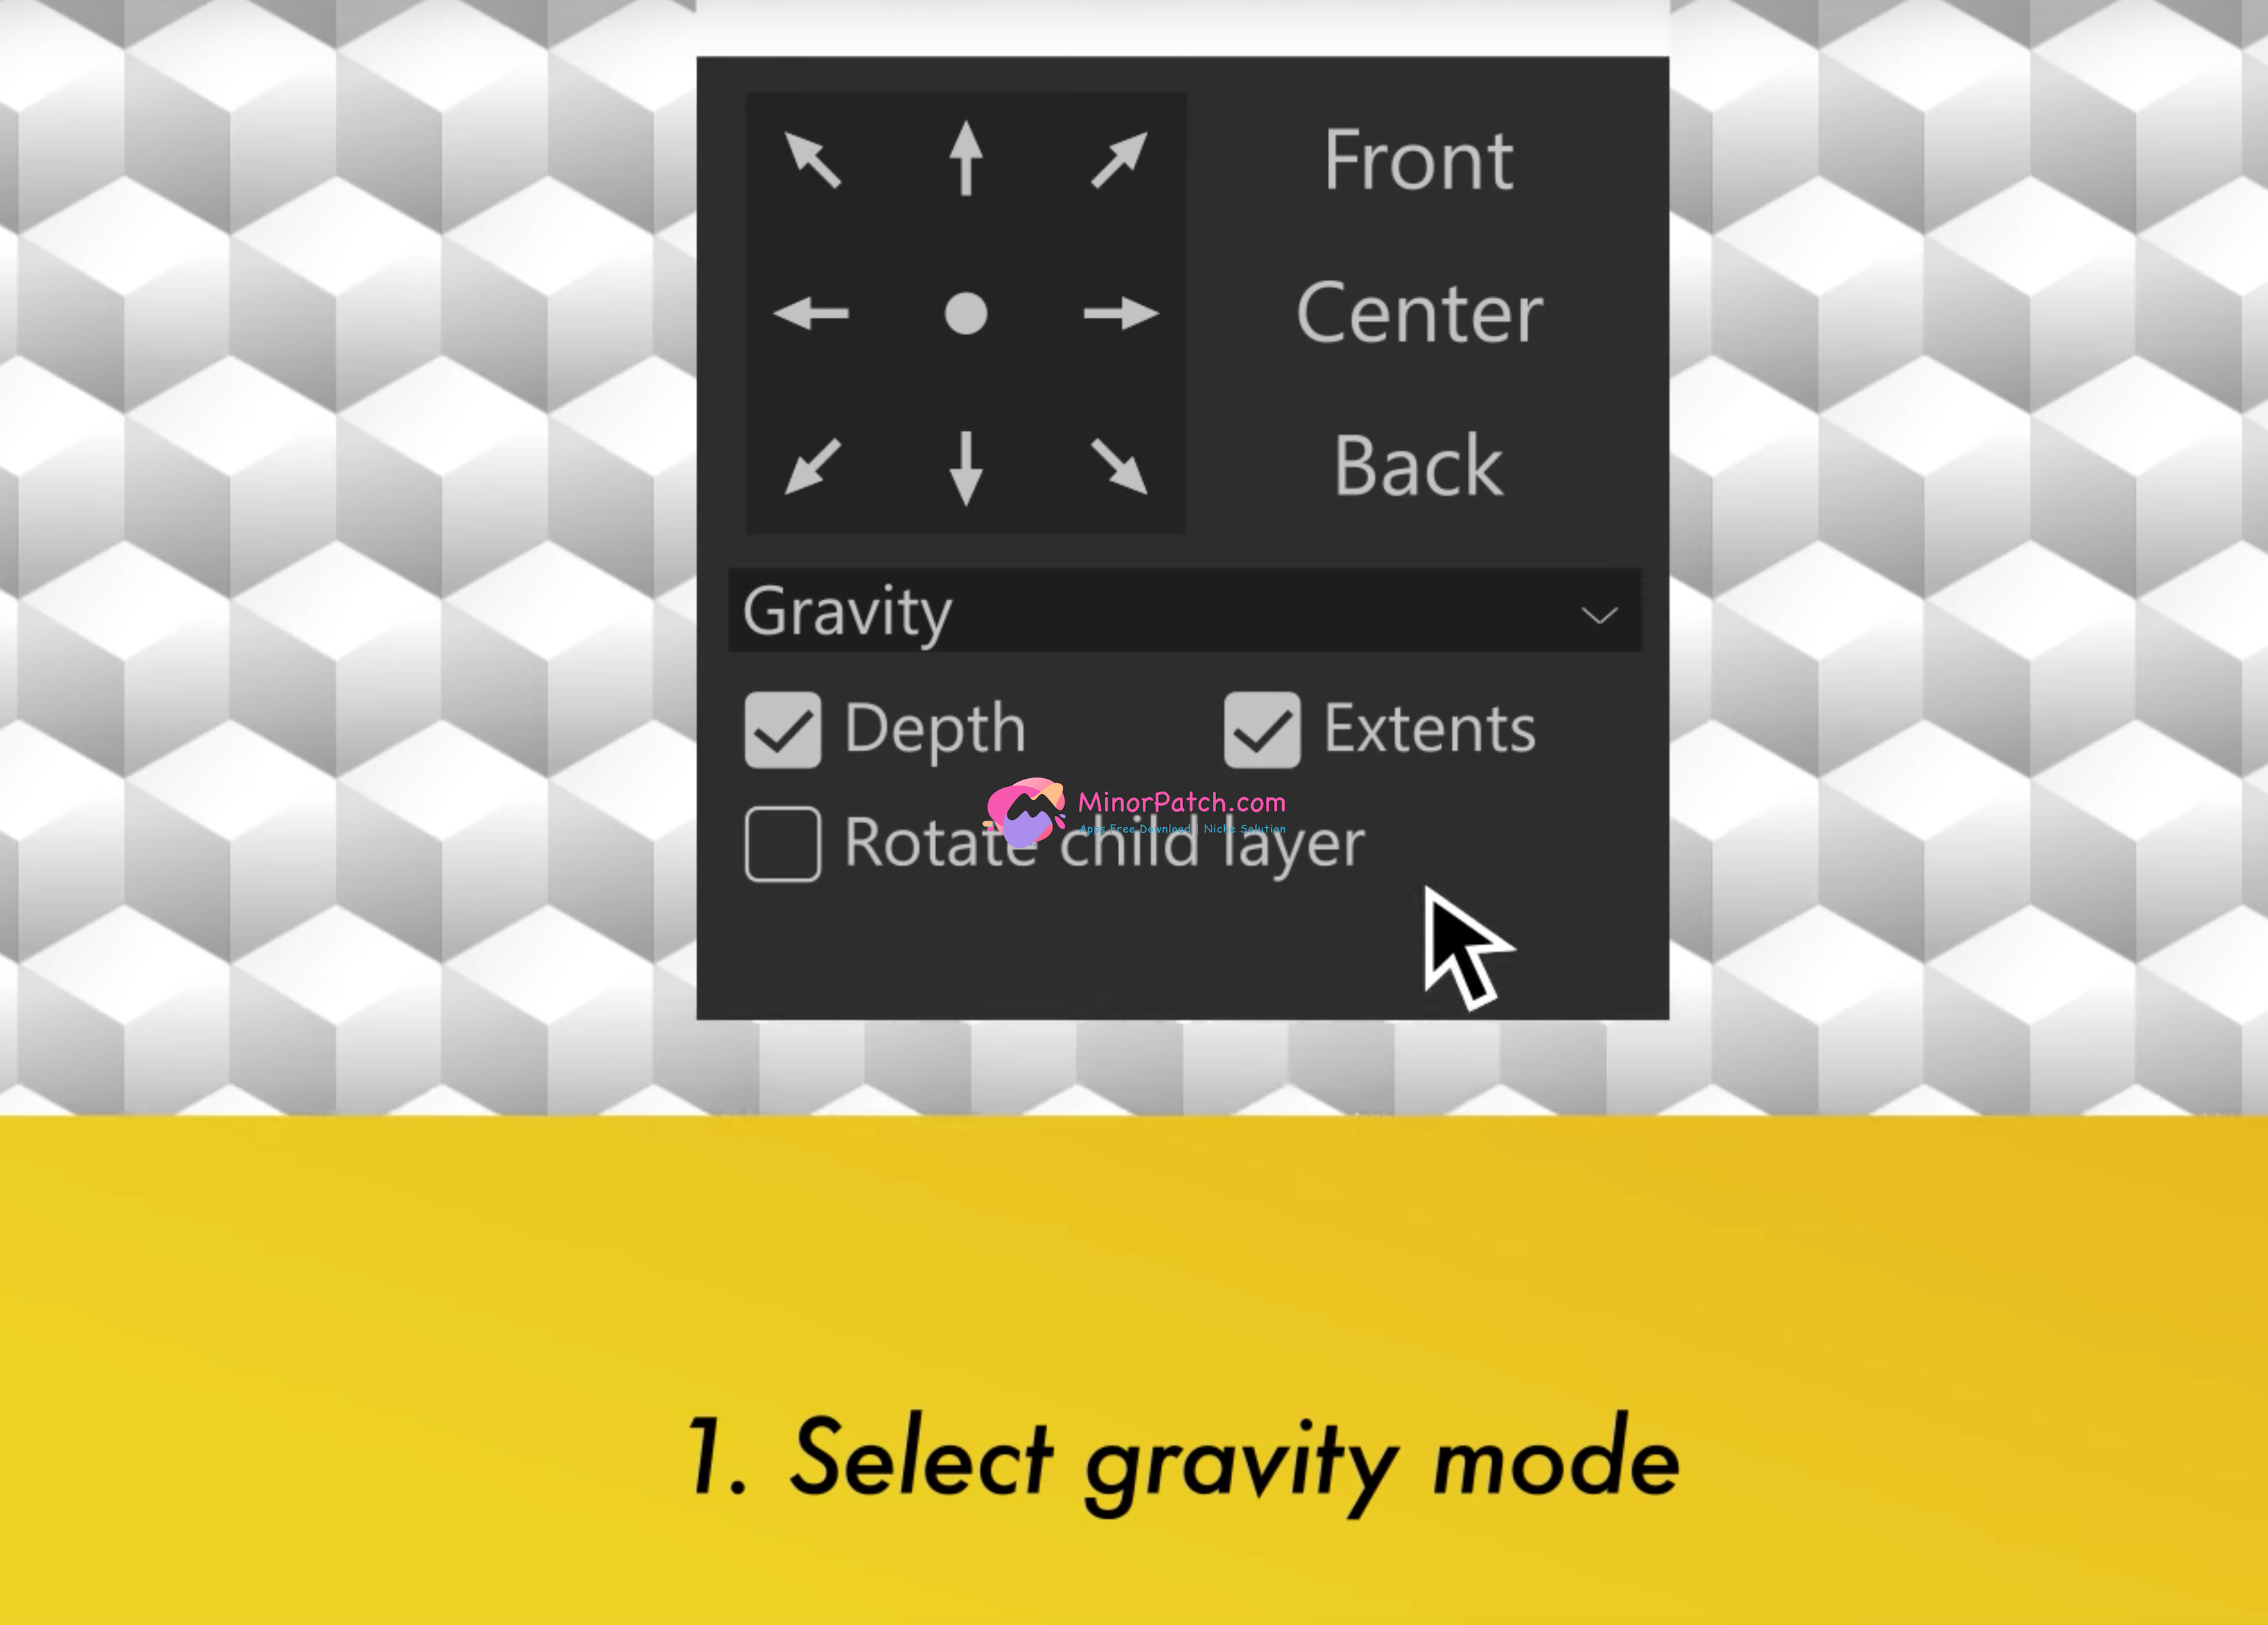 Front
Center
Back
Gravity
Depth
Extents
MinorPatch.com
Apps Free Download | Niche Solution
Rotate child layer
1. Select gravity mode